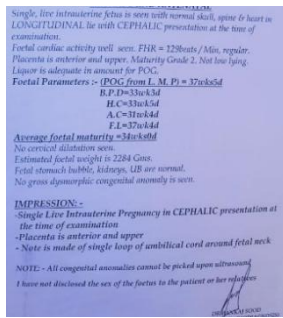 Single, live intrauterine fetus is seen with normal skull, spine & heart in
LONGITUDINAL lie with CEPHALIC presentation at the time of
examination.
Foetal cardiac activity well seen. FHR = 129bnts / Min, regular.
Placenta is anterior and upper. Maturity Grade 2. Not low lying.
Liquor is adequate in amount for POG.
Foetal Parameters :- (POG from L. M. P) = 37wks5d
B.P.D=33wk5d
H.C=33wk5d
A.C=31wk4d
F.L=37wk4d
Average foetal maturity =34wks0d
No cervical dilatation seen.
Estimated foetal weight is 2284 Gms.
Fetal stomach bubble, kidneys, UB are normal.
No gross dysmorphic congenital anomaly is seen.
IMPRESSION:-
-Single Live Intrauterine Pregnancy in CEPHALIC presentation at
the time of examination
-Placenta is anterior and upper
- Note is made of single loop of umbilical cord around fetal neck
NOTE: - All congenital anomalies cannot be picked upon ultrasound
I have not disclosed the sex of the foetus to the patient or her relatives
SOOD